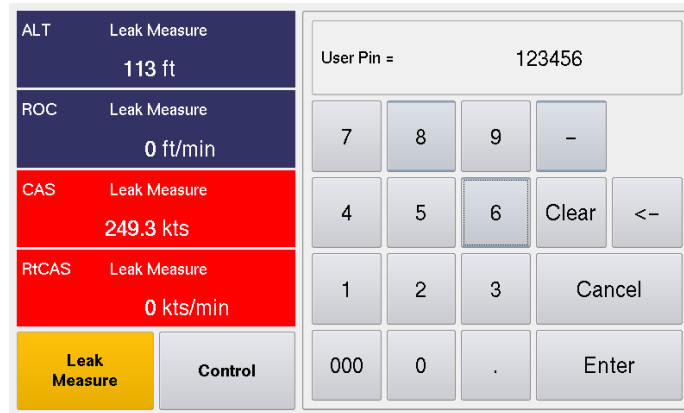 ALT Leak Measure
113 ft
ROC Leak Measure
0 ft/min
CAS Leak Measure
249.3 kts
RtCAS Leak Measure
0 kts/min
Leak
Measure
Control
User Pin = 123456
7 8 9 -
4 5 6 Clear <-
1 2 3 Cancel
000 0 . Enter